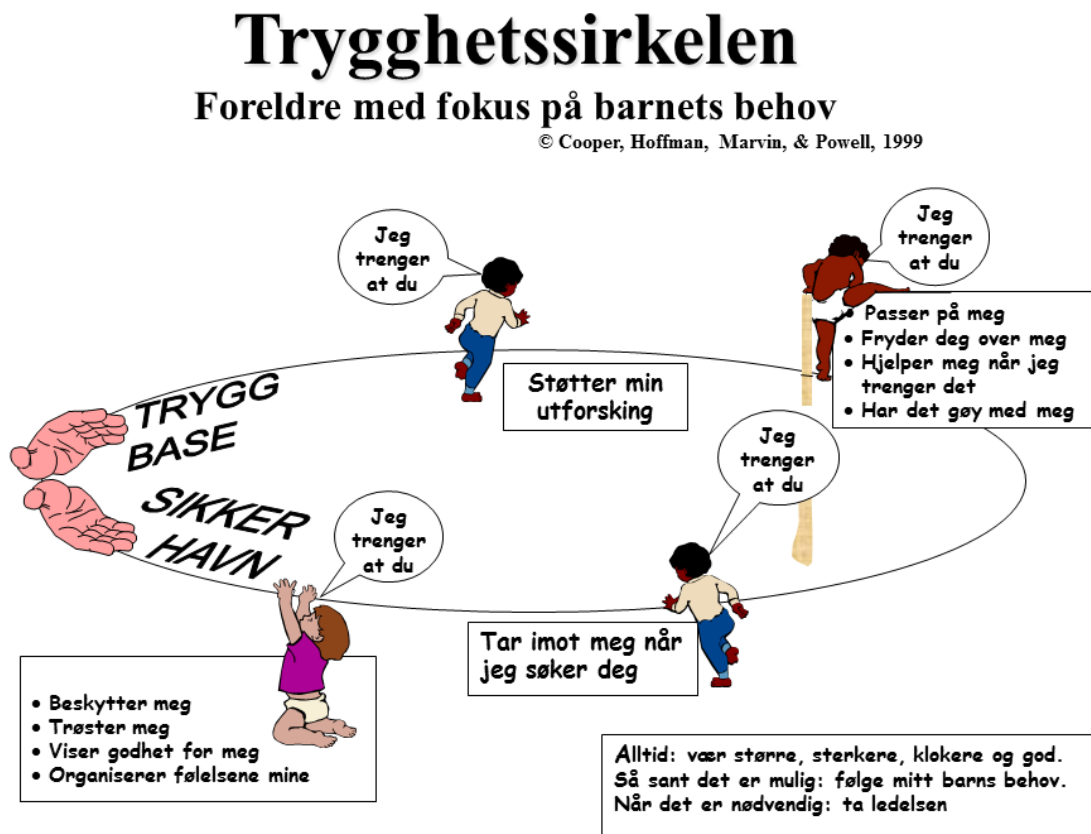 Trygghetssirkelen
Foreldre med fokus på barnets behov
© Cooper, Hoffman, Marvin, & Powell, 1999
Jeg
trenger
at du
Støtter min
utforsking
Jeg
trenger
at du
• Passer på meg
• Fryder deg over meg
• Hjelper meg når jeg
trenger det
• Har det gøy med meg
TRYGG
BASE
SIKKER
HAVN
Jeg
trenger
at du
Tar imot meg når
jeg søker deg
Jeg
trenger
at du
• Beskytter meg
• Trøster meg
• Viser godhet for meg
• Organiserer følelsene mine
Alltid: vær større, sterkere, klokere og god.
Så sant det er mulig: følge mitt barns behov.
Når det er nødvendig: ta ledelsen